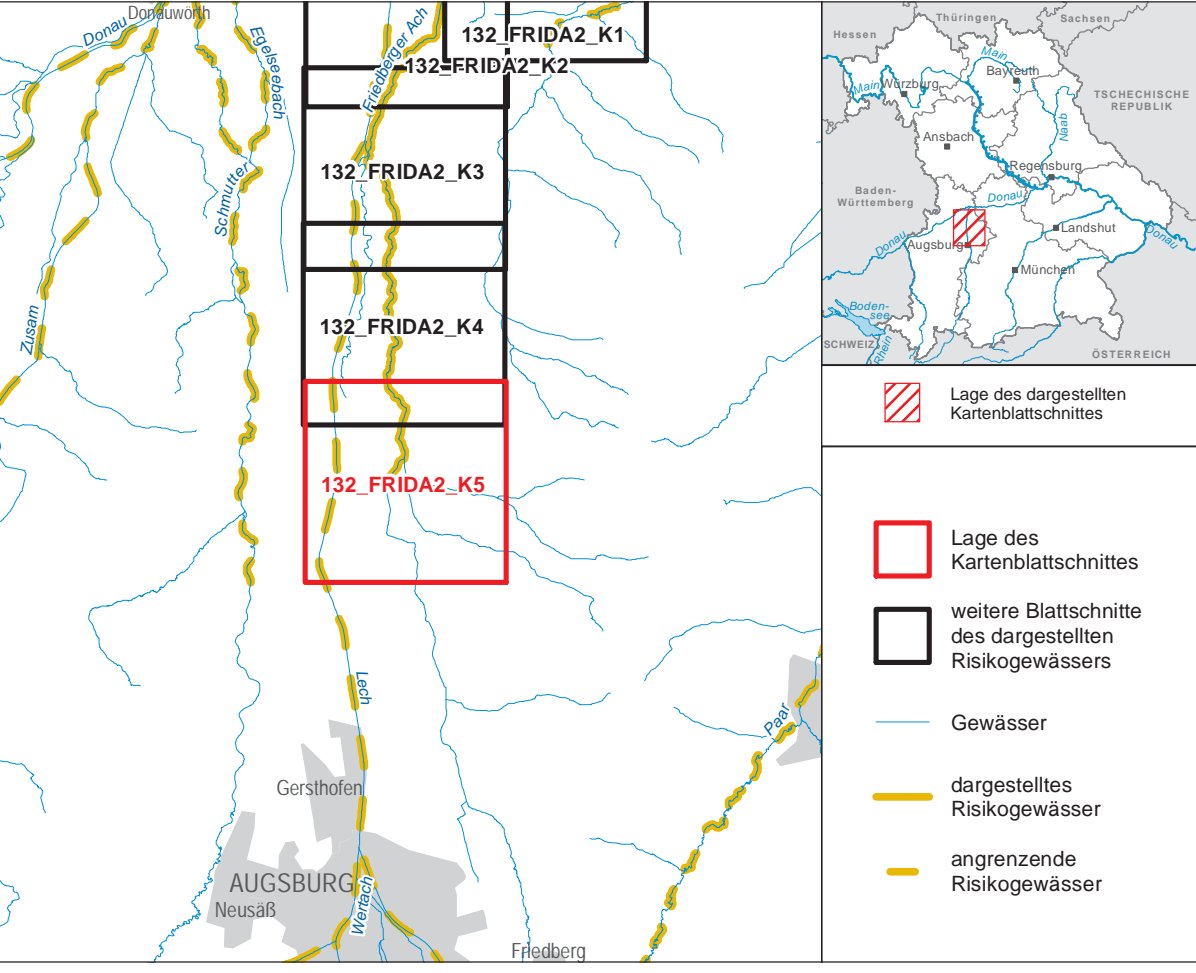 Donauwörth
Donau
Egelseebach
Friedberger Ach
132_FRIDA2_K1
132_FRIDA2_K2
132_FRIDA2_K3
Schmutter
Zusam
132_FRIDA2_K4
132_FRIDA2_K5
Lech
Paar
Gersthofen
AUGSBURG
Neusäß
Wertach
Friedberg
Thüringen
Sachsen
Hessen
Main
Bayreuth
Main
Würzburg
TSCHECHISCHE
REPUBLIK
Naab
Ansbach
Regensburg
Baden-
Württemberg
Donau
Landshut
Donau
Augsburg
Donau
München
Boden-
see
SCHWEIZ
Rhein
ÖSTERREICH
Lage des dargestellten
Kartenblattschnittes
Lage des
Kartenblattschnittes
weitere Blattschnitte
des dargestellten
Risikogewässers
Gewässer
dargestelltes
Risikogewässer
angrenzende
Risikogewässer